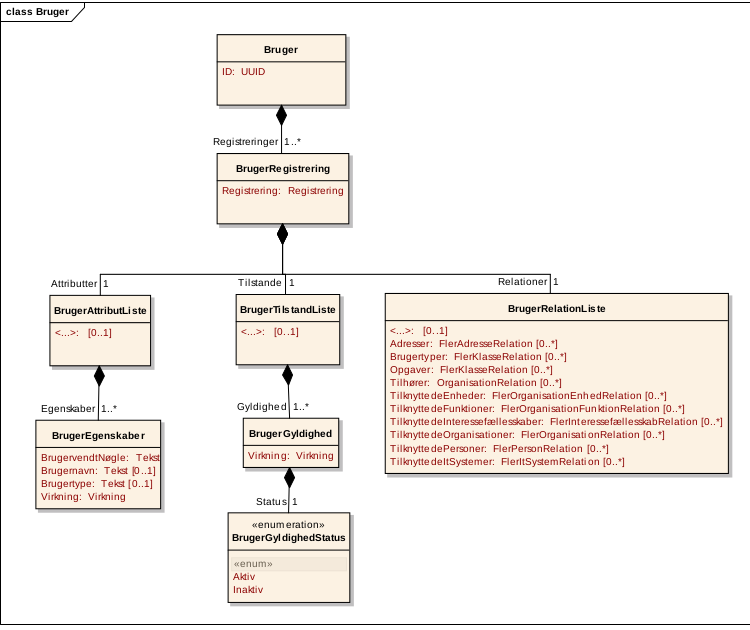 class Bruger
Bruger
ID: UUID
Registreringer 1..*
BrugerRegistrering
Registrering: Registrering
Attributter 1
Tilstande 1
Relationer 1
BrugerAttributListe
<...>: [0..1]
BrugerTilstandListe
<...>: [0..1]
BrugerRelationListe
<...>: [0..1]
Adresser: FlerAdresseRelation [0..*]
Brugertyper: FlerKlasseRelation [0..*]
Opgaver: FlerKlasseRelation [0..*]
Tilhører: OrganisationRelation [0..*]
TilknyttedeEnheder: FlerOrganisationEnhedRelation [0..*]
TilknyttedeFunktioner: FlerOrganisationFunktionRelation [0..*]
TilknyttedeInteressefællesskaber: FlerInteressefællesskabRelation [0..*]
TilknyttedeOrganisationer: FlerOrganisationRelation [0..*]
TilknyttedePersoner: FlerPersonRelation [0..*]
TilknyttedeItSystemer: FlerItSystemRelation [0..*]
Egenskaber 1..*
BrugerEgenskaber
BrugervendtNøgle: Tekst
Brugernavn: Tekst [0..1]
Brugertype: Tekst [0..1]
Virkning: Virkning
Gyldighed 1..*
BrugerGyldighed
Virkning: Virkning
Status 1
«enumeration»
BrugerGyldighedStatus
«enum»
Aktiv
Inaktiv